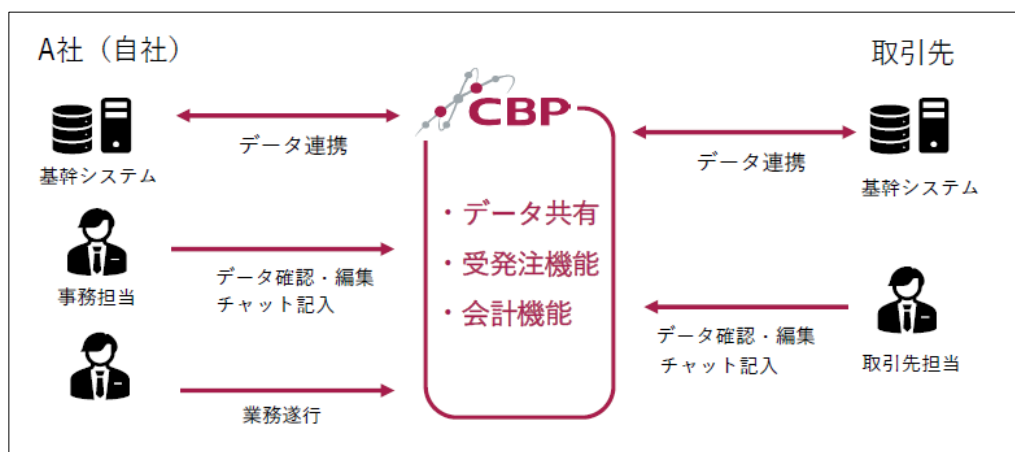 A社（自社）
取引先
CBP
データ連携
データ連携
基幹システム
基幹システム
・データ共有
・受発注機能
・会計機能
データ確認・編集
チャット記入
事務担当
データ確認・編集
チャット記入
取引先担当
業務遂行